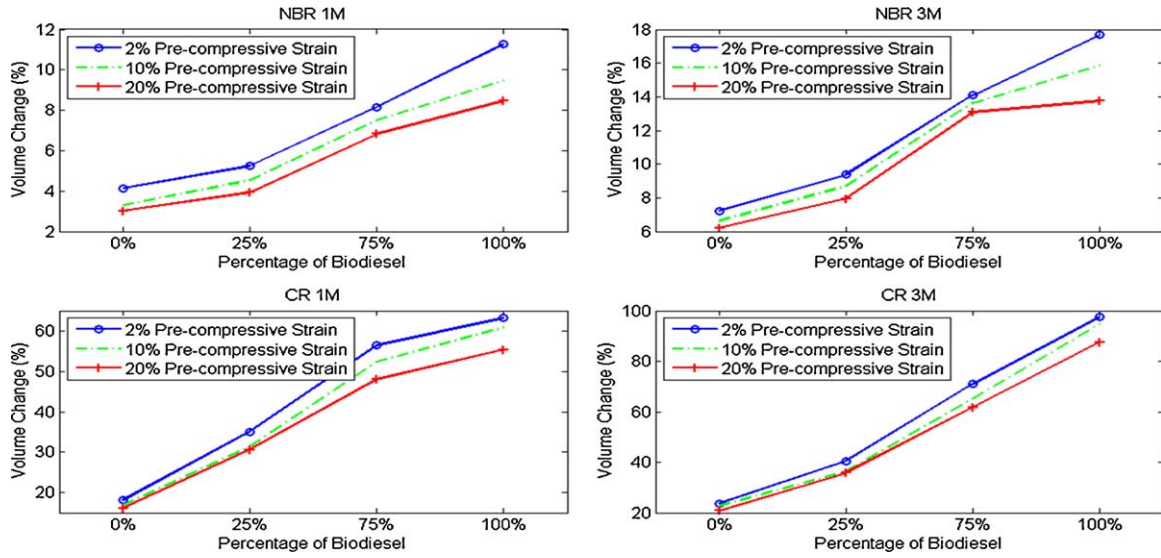 NBR 1M
12
10
8
6
4
2
Volume Change (%)
2% Pre-compressive Strain
10% Pre-compressive Strain
20% Pre-compressive Strain
0% 25% 75% 100%
Percentage of Biodiesel
NBR 3M
18
16
14
12
10
8
6
Volume Change (%)
2% Pre-compressive Strain
10% Pre-compressive Strain
20% Pre-compressive Strain
0% 25% 75% 100%
Percentage of Biodiesel
CR 1M
60
50
40
30
20
Volume Change (%)
2% Pre-compressive Strain
10% Pre-compressive Strain
20% Pre-compressive Strain
0% 25% 75% 100%
Percentage of Biodiesel
CR 3M
100
80
60
40
20
Volume Change (%)
2% Pre-compressive Strain
10% Pre-compressive Strain
20% Pre-compressive Strain
0% 25% 75% 100%
Percentage of Biodiesel